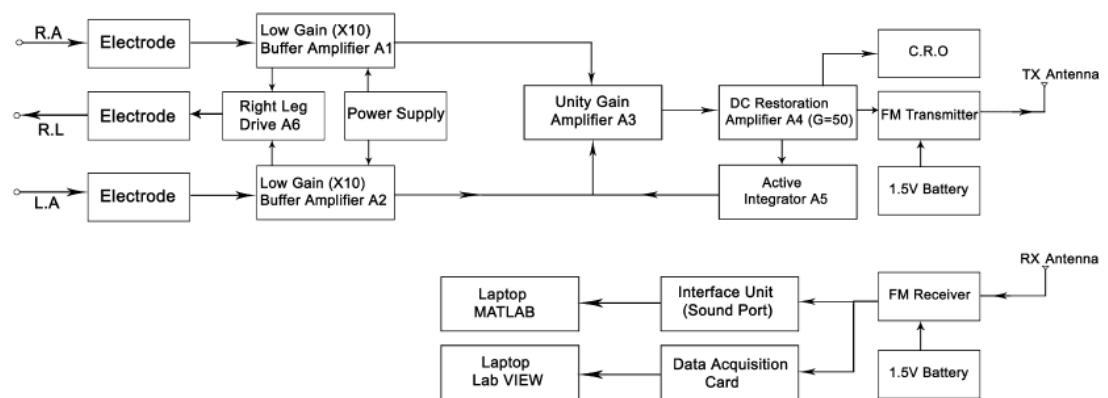 R.A
Electrode
Low Gain (X10)
Buffer Amplifier A1
C.R.O
TX Antenna
R.L
Electrode
Right Leg
Drive A6
Power Supply
Unity Gain
Amplifier A3
DC Restoration
Amplifier A4 (G=50)
FM Transmitter
L.A
Electrode
Low Gain (X10)
Buffer Amplifier A2
Active
Integrator A5
1.5V Battery
RX Antenna
Laptop
MATLAB
Interface Unit
(Sound Port)
FM Receiver
Laptop
Lab VIEW
Data Acquisition
Card
1.5V Battery